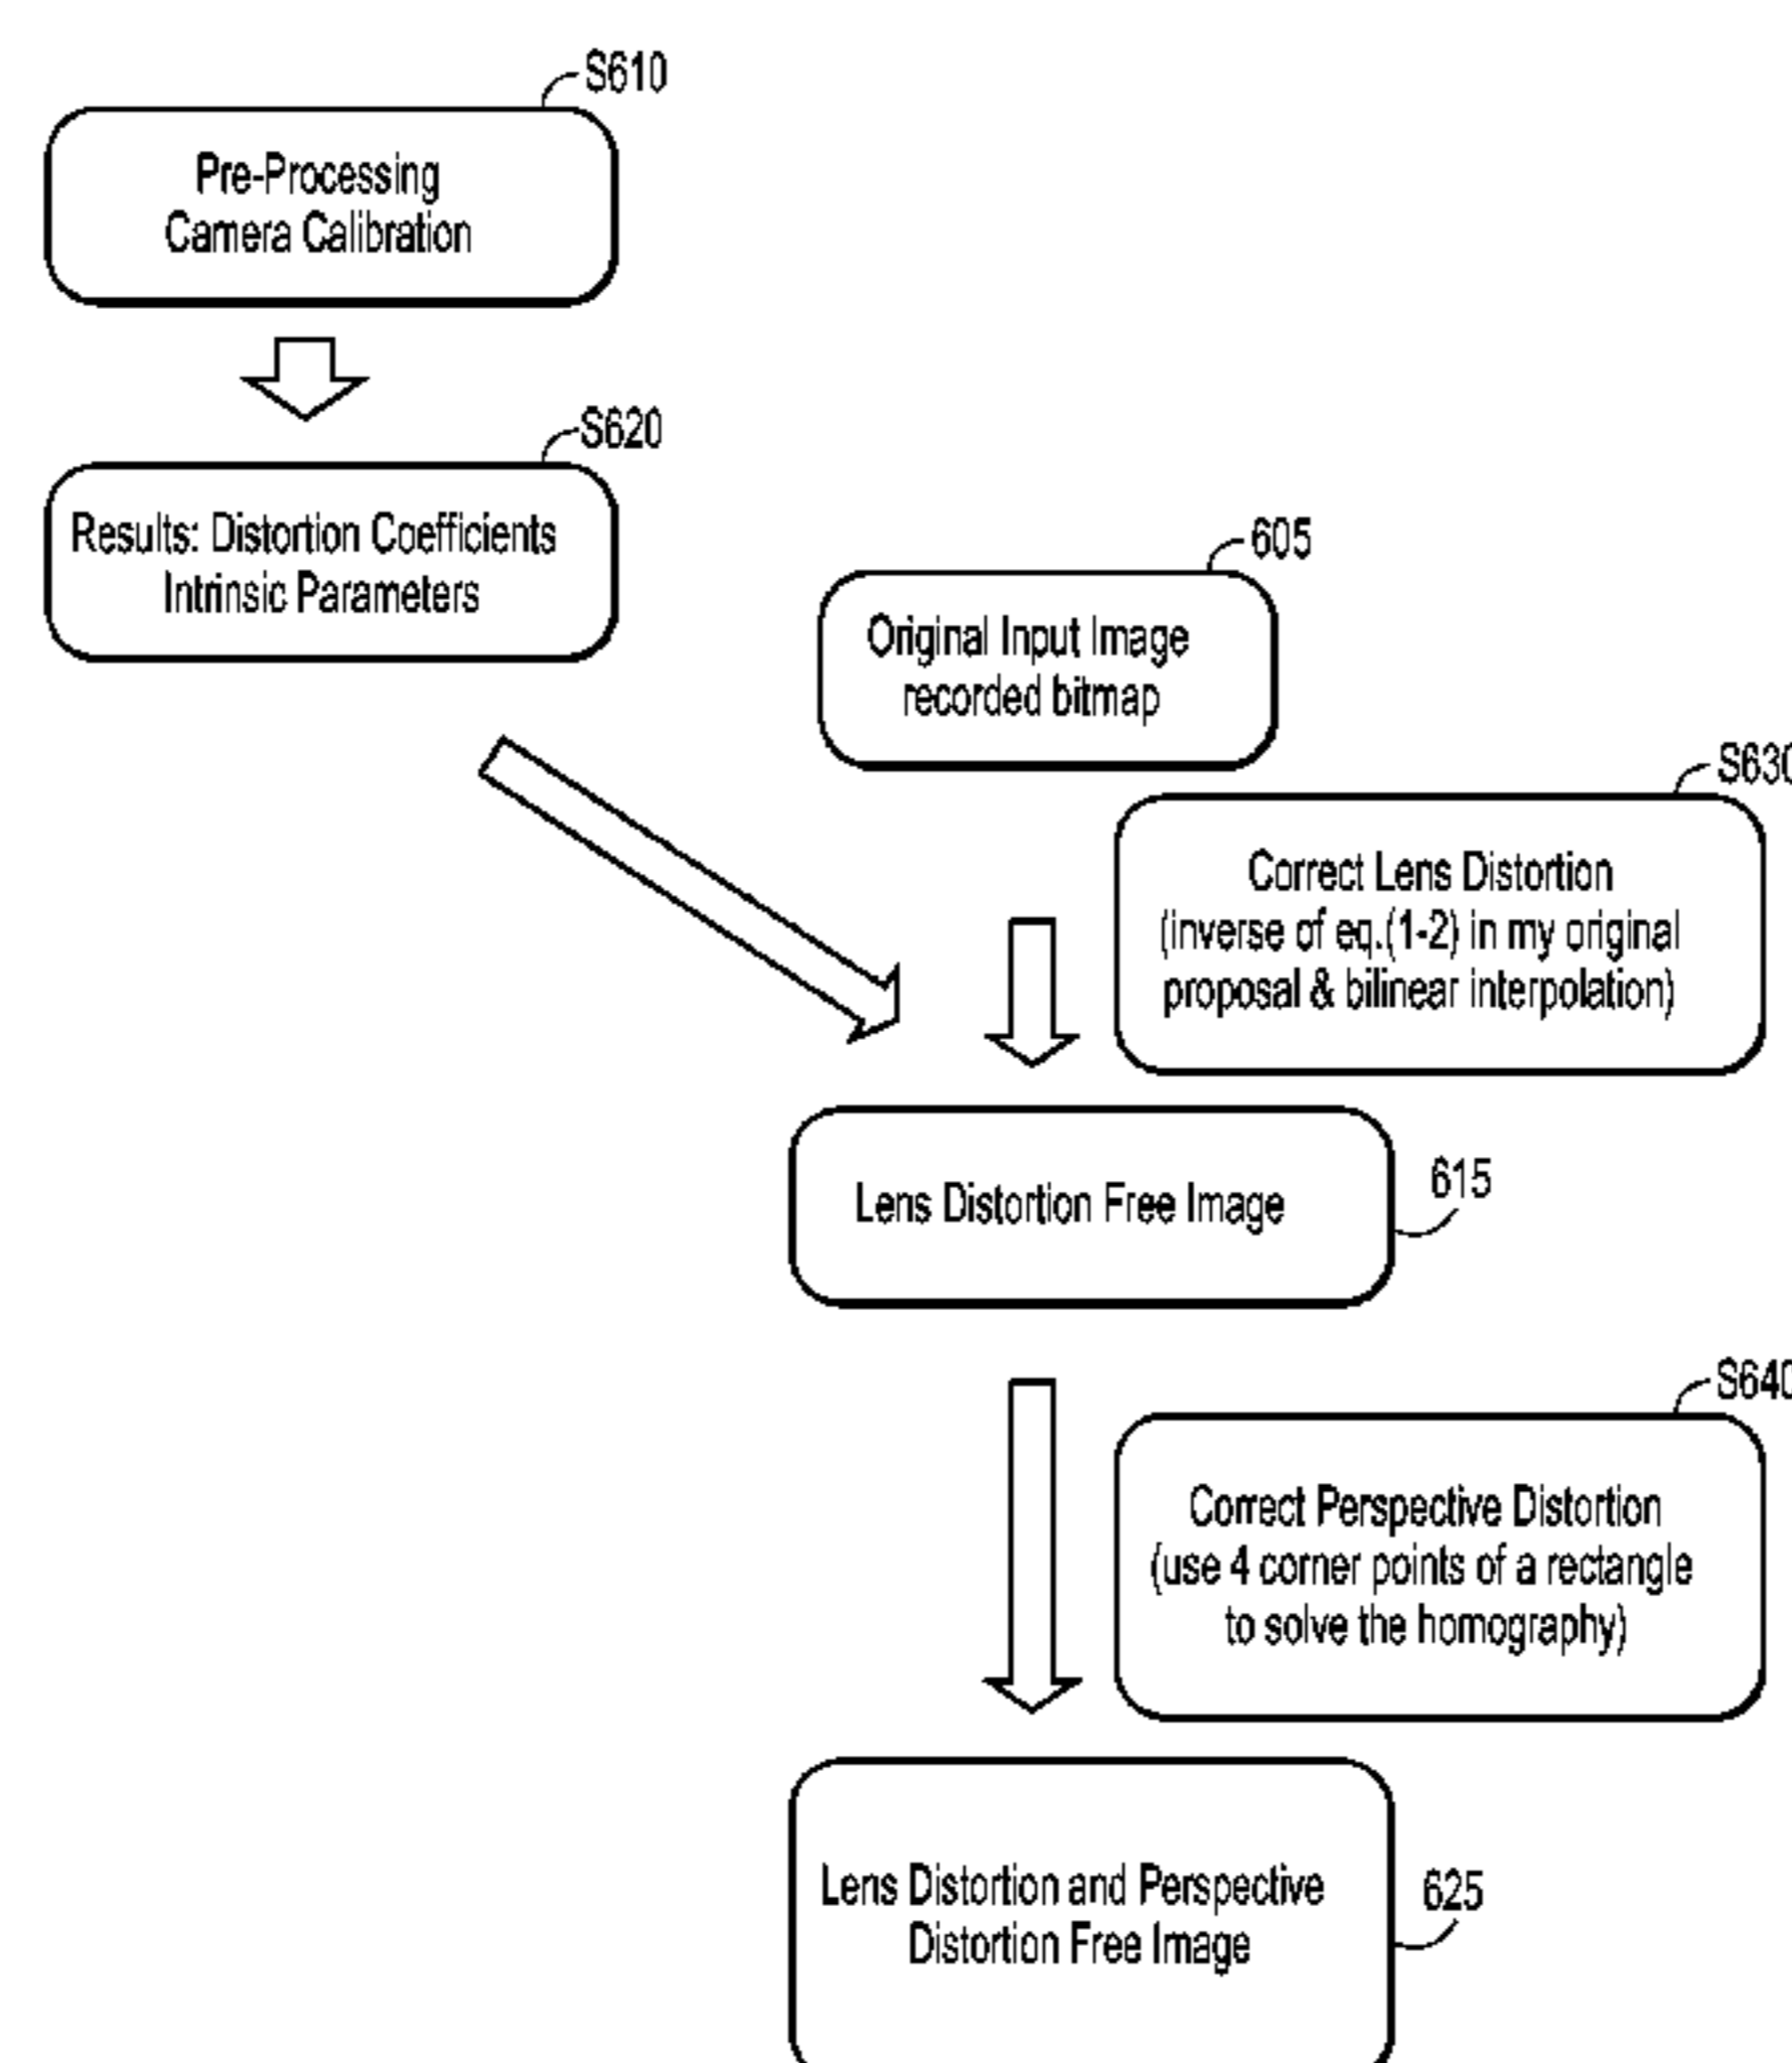 S610
Pre-Processing
Camera Calibration
S620
Results: Distortion Coefficients
Intrinsic Parameters
605
Original Input Image
recorded bitmap
S630
Correct Lens Distortion
(inverse of eq.(1-2) in my original
proposal & bilinear interpolation)
Lens Distortion Free Image
615
S640
Correct Perspective Distortion
(use 4 corner points of a rectangle
to solve the homography)
Lens Distortion and Perspective
Distortion Free Image
625